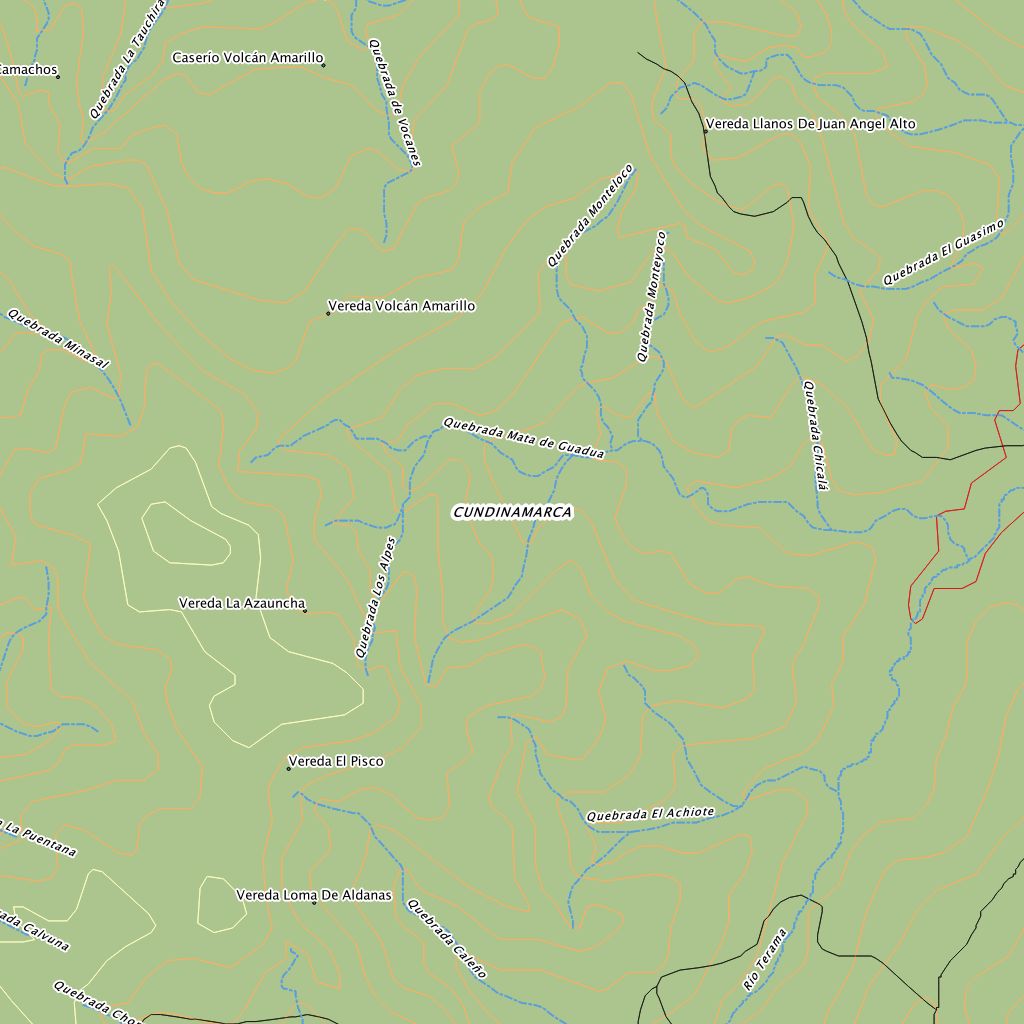 Quebrada La Tauchira
Caserío Volcán Amarillo
Quebrada de Vocanes
Camachos
Vereda Llanos De Juan Angel Alto
Quebrada Monteloco
Quebrada Monteyoco
Quebrada El Guasimo
Vereda Volcán Amarillo
Quebrada Minasal
Quebrada Chicalá
Quebrada Mata de Guadua
CUNDINAMARCA
Quebrada Los Alpes
Vereda La Azauncha
Vereda El Pisco
Quebrada El Achiote
La Puentana
Vereda Loma De Aldanas
Calvuna
Quebrada Caleño
Río Terama
Quebrada Chor